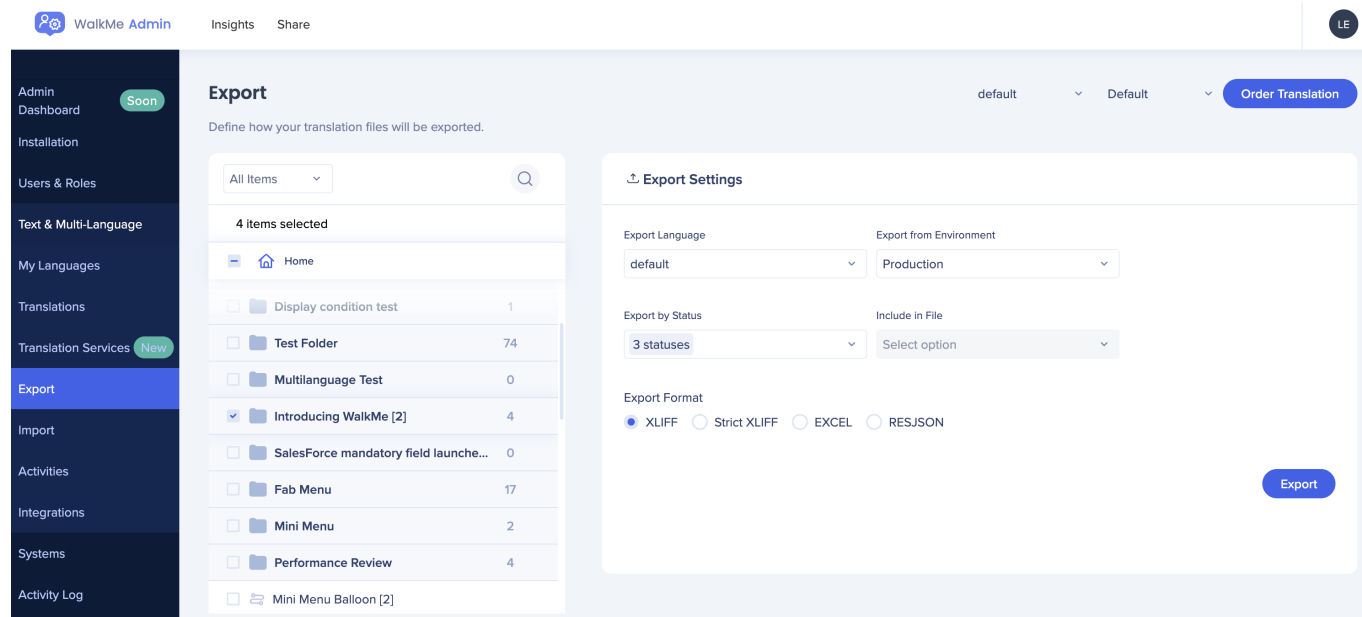 WalkMe Admin
Insights
Share
LE
Admin
Dashboard
Soon
Installation
Users & Roles
Text & Multi-Language
My Languages
Translations
Translation Services New
Export
Import
Activities
Integrations
Systems
Activity Log
Export
default
Default
Order Translation
Define how your translation files will be exported.
All Items
4 items selected
Home
Display condition test 1
Test Folder 74
Multilanguage Test 0
Introducing WalkMe [2] 4
SalesForce mandatory field launche... 0
Fab Menu 17
Mini Menu 2
Performance Review 4
Mini Menu Balloon [2]
Export Settings
Export Language
default
Export from Environment
Production
Export by Status
3 statuses
Include in File
Select option
Export Format
XLIFF Strict XLIFF EXCEL RESJSON
Export